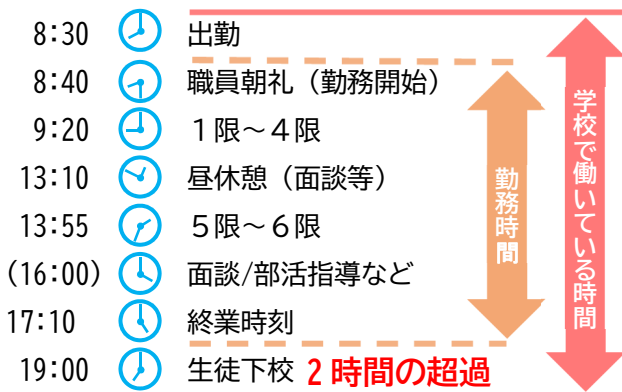 8:30 出勤
8:40 職員朝礼（勤務開始）
9:20 １限～４限
13:10 昼休憩（面談等）
13:55 ５限～６限
(16:00) 面談/部活指導など
17:10 終業時刻
19:00 生徒下校 2時間の超過
勤務時間
学校で働いている時間